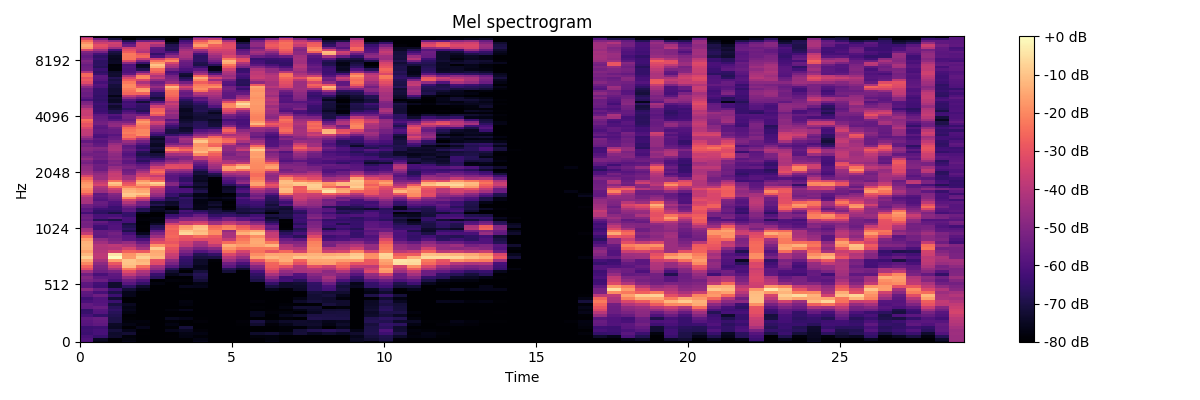 Mel spectrogram
+0 dB
8192
-10 dB
4096
-20 dB
-30 dB
Hz
2048
-40 dB
1024
-50 dB
512
-60 dB
-70 dB
0
-80 dB
0 5 10 15 20 25
Time